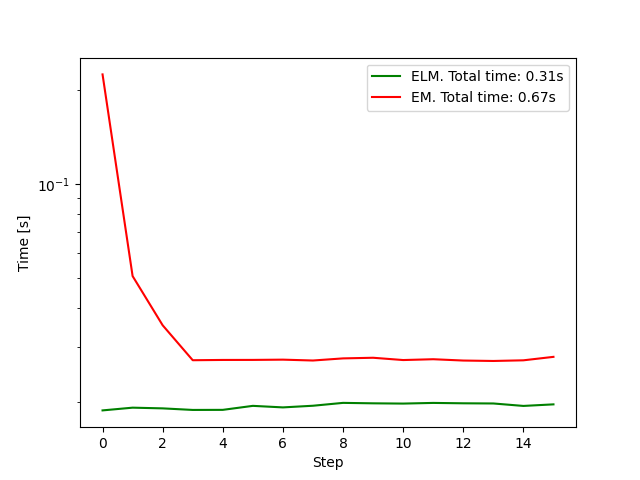 ELM. Total time: 0.31s
EM. Total time: 0.67s
10⁻¹
Time [s]
0 2 4 6 8 10 12 14
Step